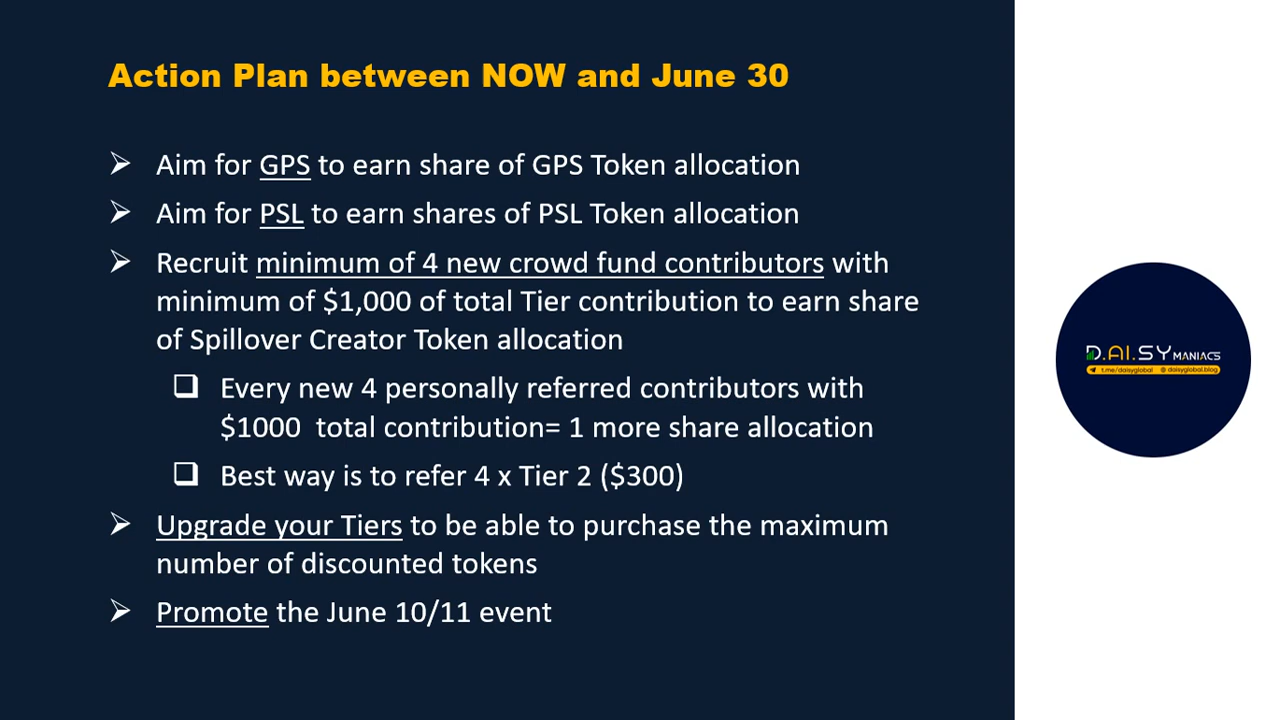 Action Plan between NOW and June 30
Aim for GPS to earn share of GPS Token allocation
Aim for PSL to earn shares of PSL Token allocation
Recruit minimum of 4 new crowd fund contributors with
minimum of $1,000 of total Tier contribution to earn share
of Spillover Creator Token allocation
Every new 4 personally referred contributors with
$1000 total contribution= 1 more share allocation
Best way is to refer 4 x Tier 2 ($300)
Upgrade your Tiers to be able to purchase the maximum
number of discounted tokens
Promote the June 10/11 event
D.AI.SY MANIACS
t.me/daisyglobal @ daisyglobal.blog